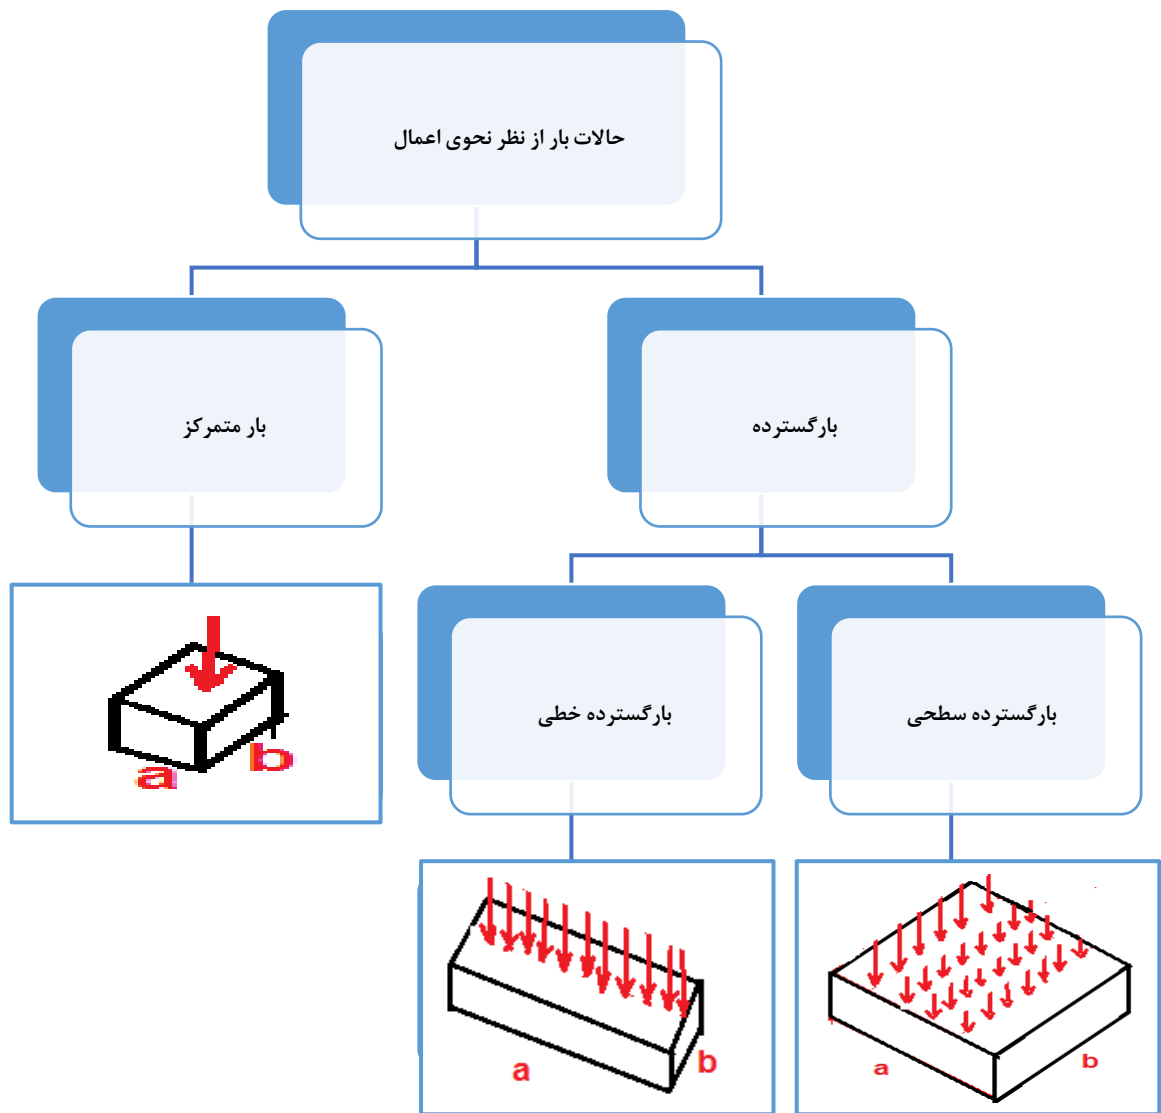 حالات بار از نظر نحوی اعمال
بارگسترده
بار متمرکز
بارگسترده سطحی
بارگسترده خطی
a
b
a
b
a
b